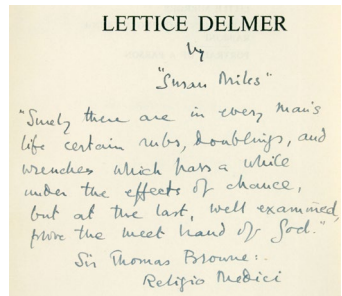 LETTICE DELMER
by
"Susan Miles"
"Surely there are in every man's
life certain rubs, doublings, and
wrenches which pass a while
under the effects of chance,
but at the last, well examined,
prove the meet hand of God."
Sir Thomas Browne:.
Religio Medici